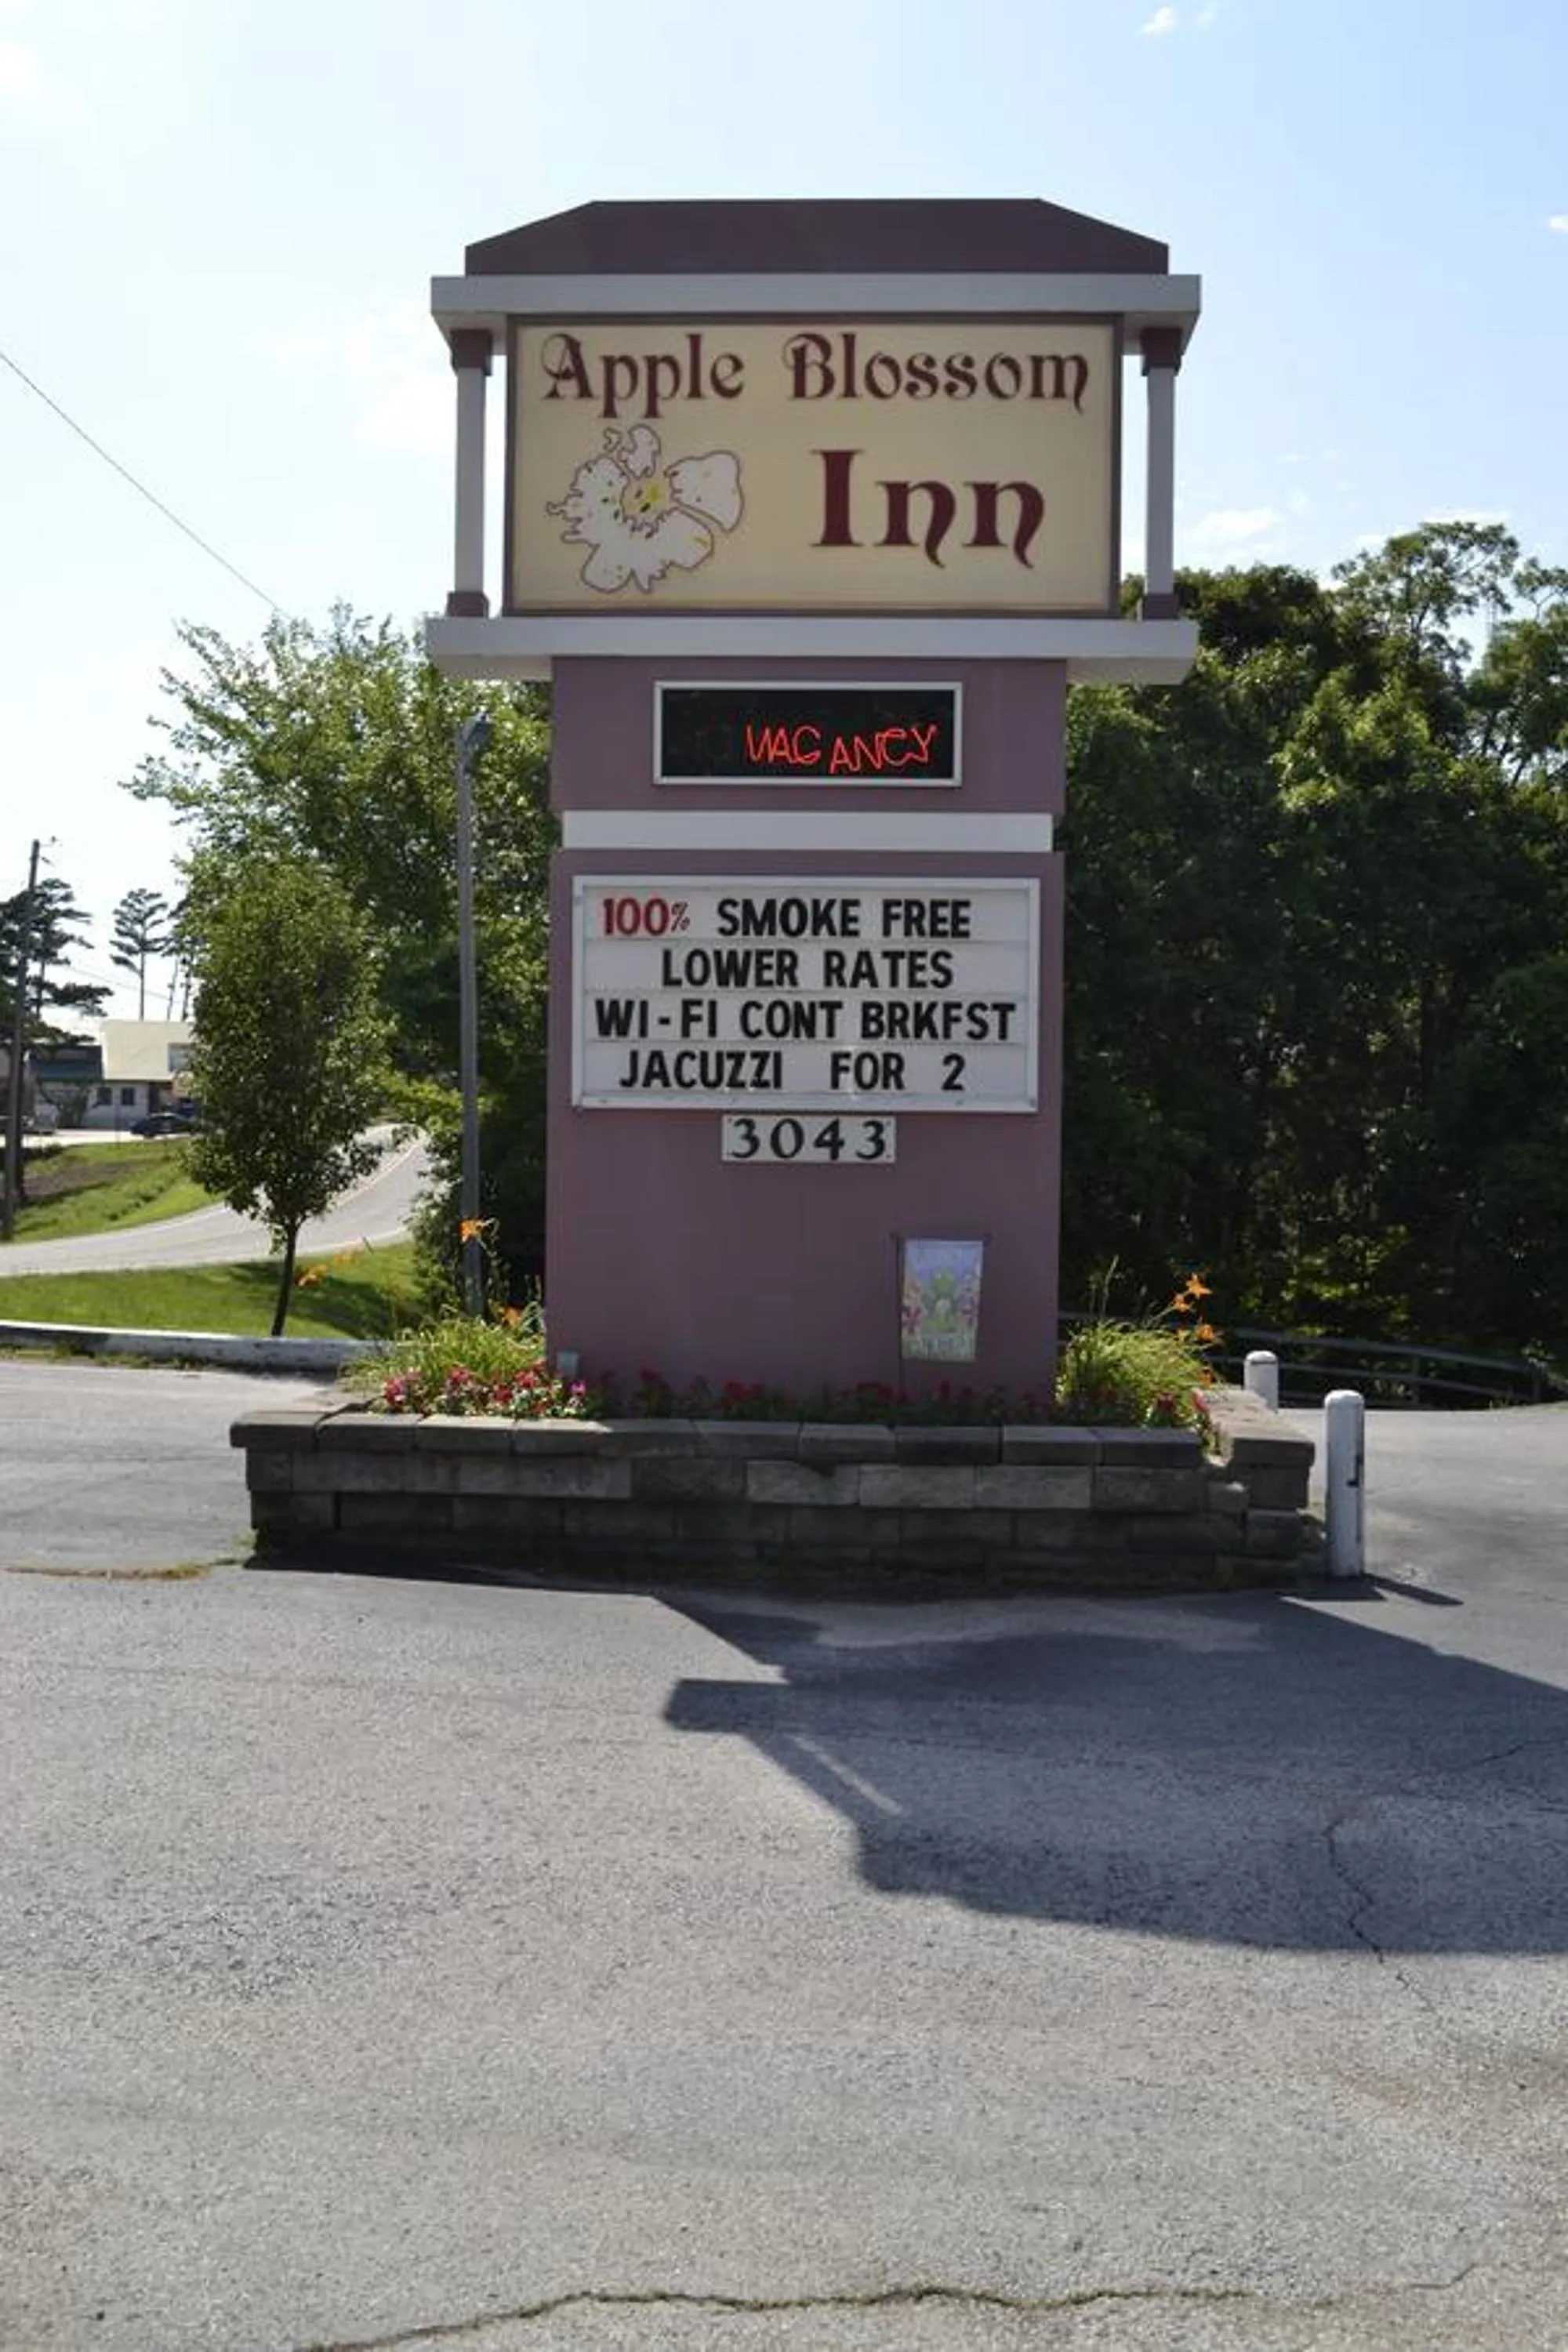 Apple Blossom
Inn
VACANCY
100% SMOKE FREE
LOWER RATES
WI-FI CONT BRKFST
JACUZZI FOR 2
3043